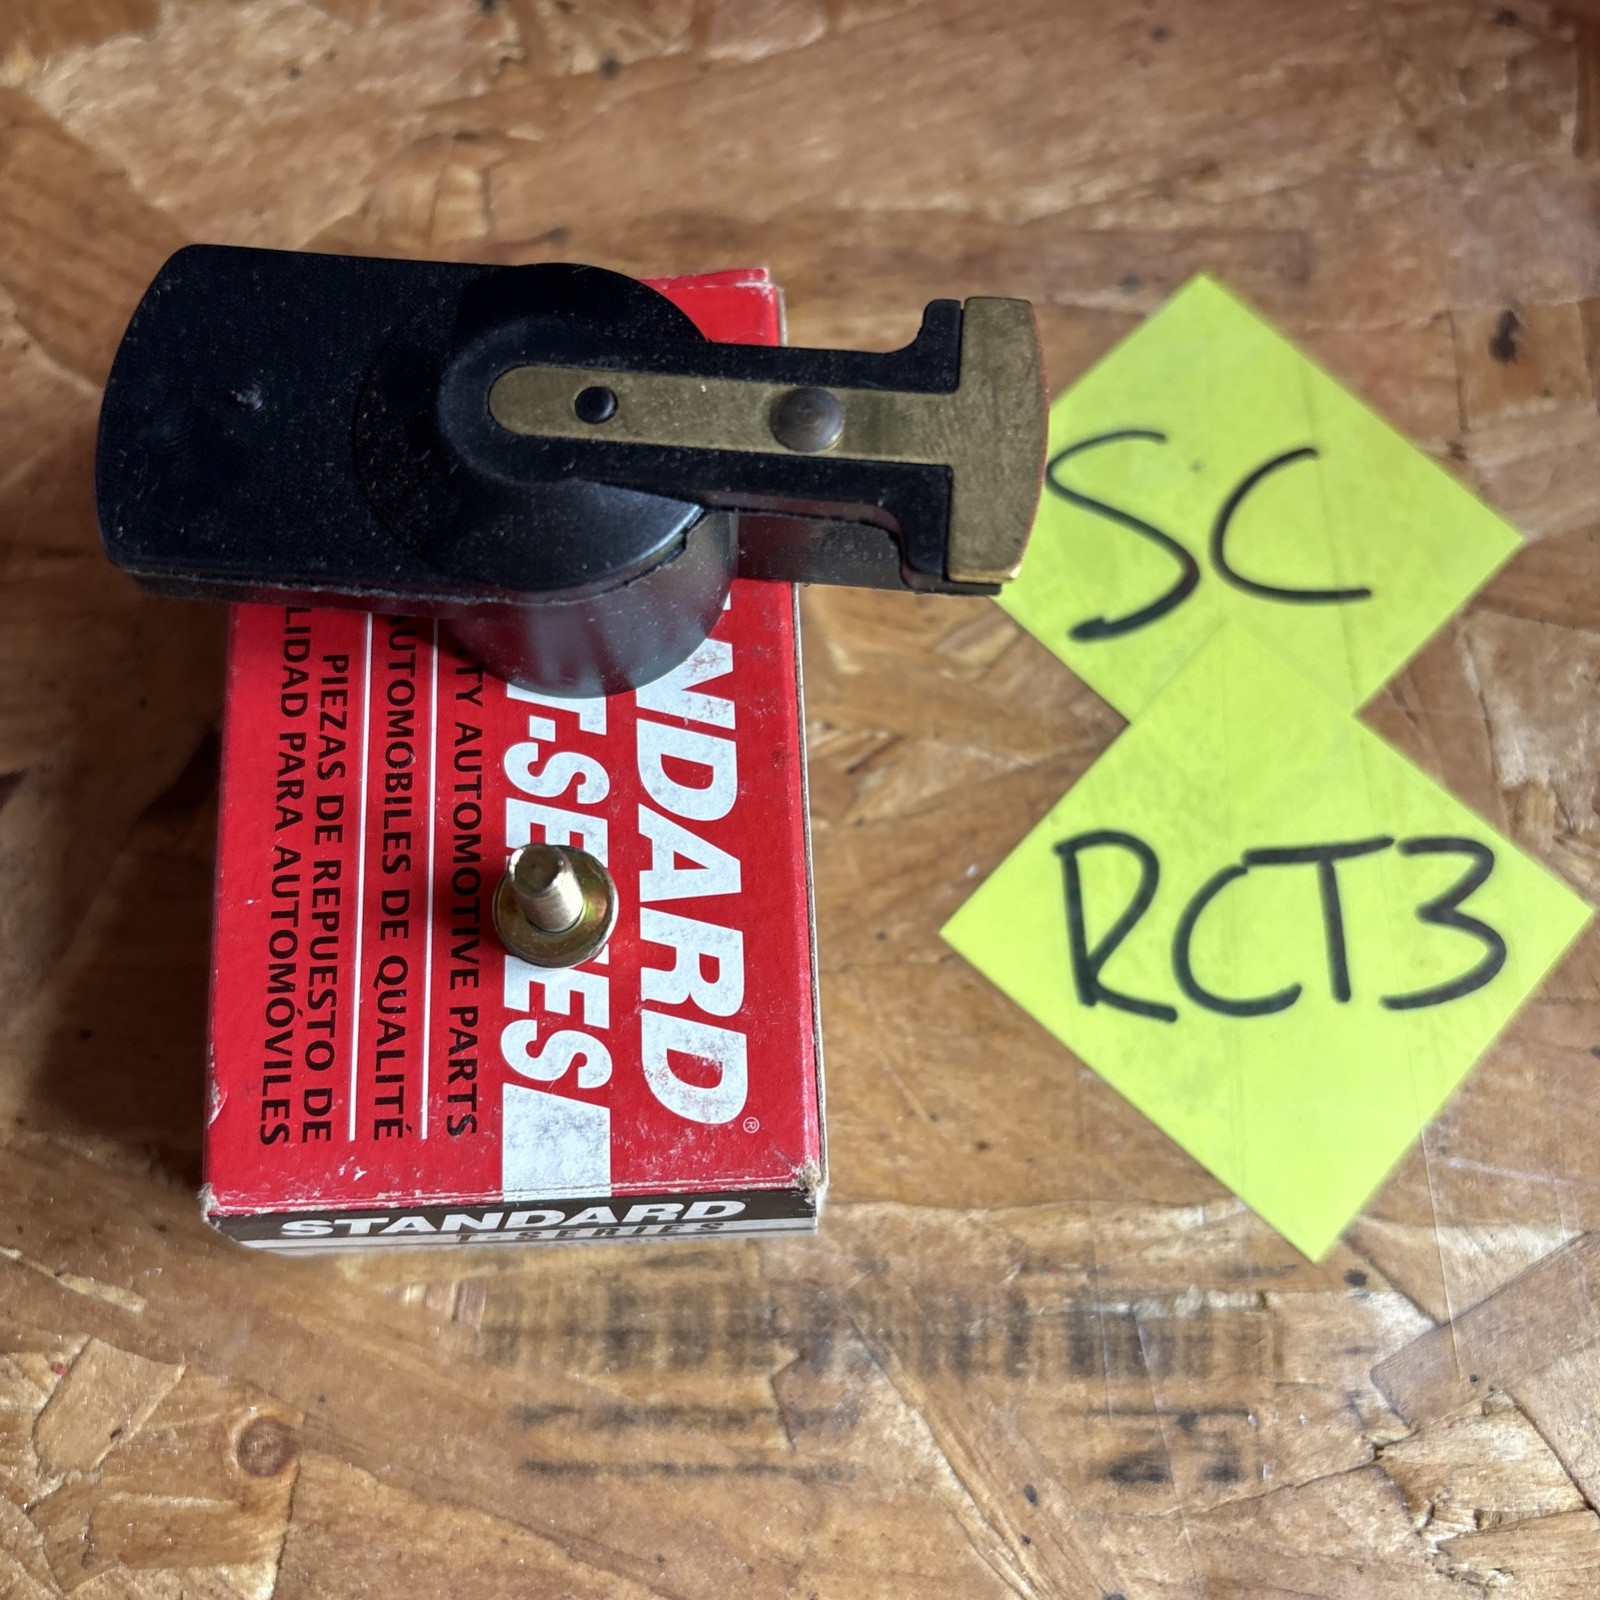 NDARD®
T-SERIES
TY AUTOMOTIVE PARTS
AUTOMOBILES DE QUALITÉ
PIEZAS DE REPUESTO DE
LIDAD PARA AUTOMÓVILES
STANDARD
T-SERIES
SC
RCT3